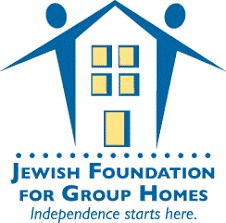 JEWISH FOUNDATION
FOR GROUP HOMES
Independence starts here.